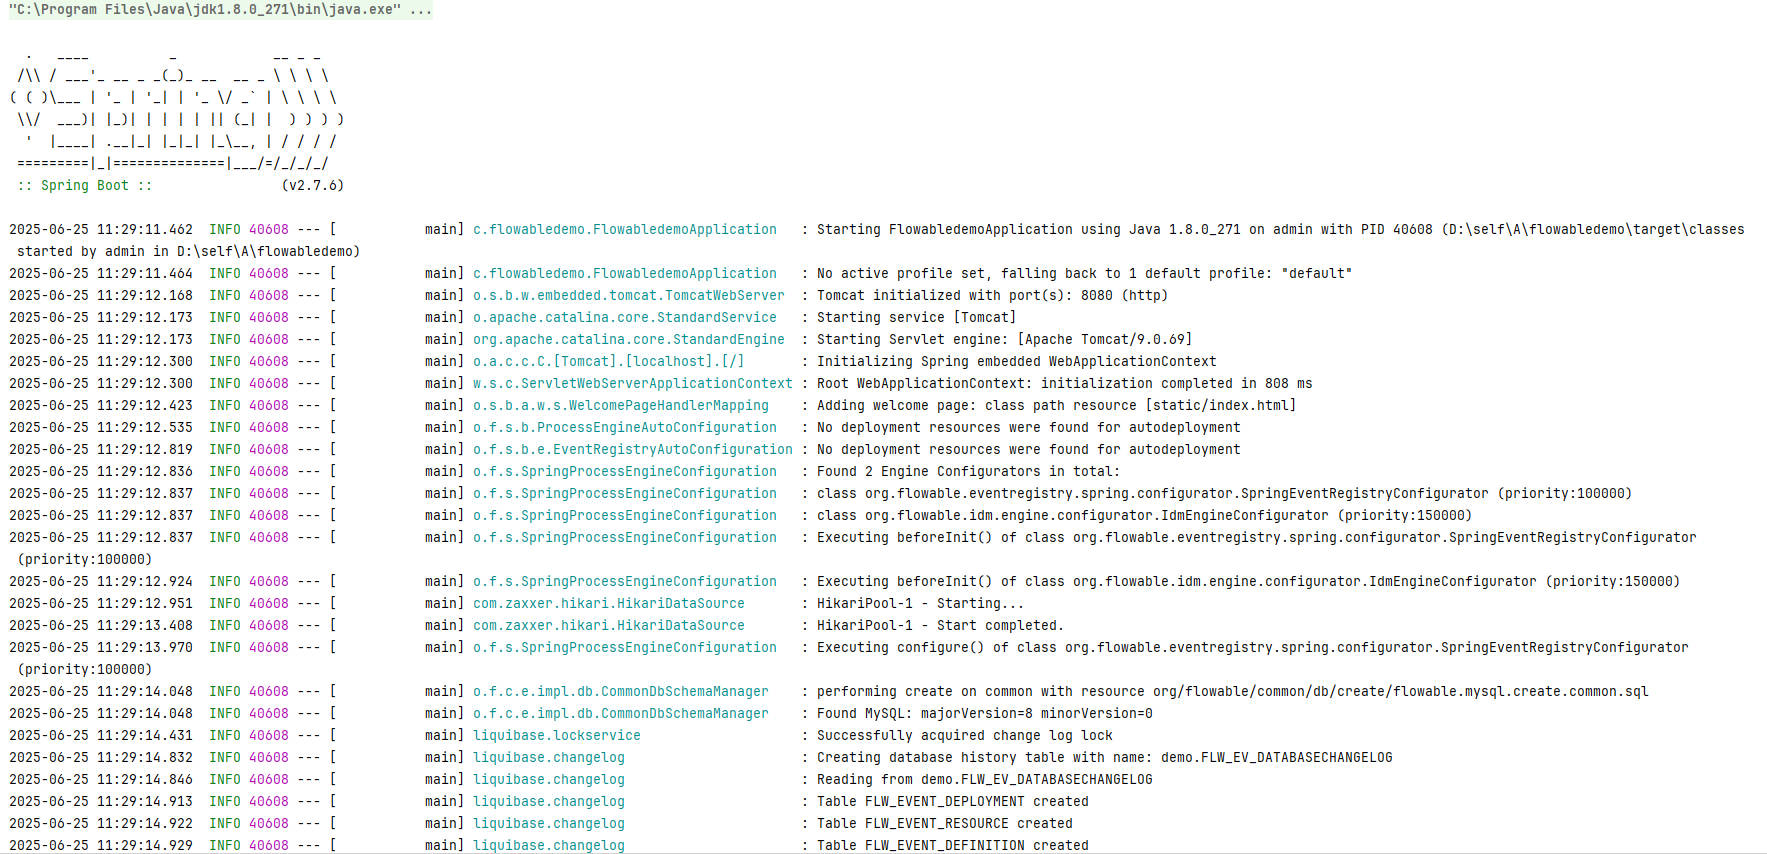 "C:\Program Files\Java\jdk1.8.0_271\bin\java.exe" ...
  .   ____          _            __ _ _
 /\\ / ___'_ __ _ _(_)_ __  __ _ \ \ \ \
( ( )\___ | '_ | '_| | '_ \/ _` | \ \ \ \
 \\/  ___)| |_)| | | | | || (_| |  ) ) ) )
  '  |____| .__|_| |_|_| |_\__, | / / / /
 =========|_|==============|___/=/_/_/_/
 :: Spring Boot ::                (v2.7.6)
2025-06-25 11:29:11.462  INFO 40608 --- [           main] c.flowabledemo.FlowabledemoApplication   : Starting FlowabledemoApplication using Java 1.8.0_271 on admin with PID 40608 (D:\self\A\flowabledemo\target\classes
 started by admin in D:\self\A\flowabledemo)
2025-06-25 11:29:11.464  INFO 40608 --- [           main] c.flowabledemo.FlowabledemoApplication   : No active profile set, falling back to 1 default profile: "default"
2025-06-25 11:29:12.168  INFO 40608 --- [           main] o.s.b.w.embedded.tomcat.TomcatWebServer  : Tomcat initialized with port(s): 8080 (http)
2025-06-25 11:29:12.173  INFO 40608 --- [           main] o.apache.catalina.core.StandardService   : Starting service [Tomcat]
2025-06-25 11:29:12.173  INFO 40608 --- [           main] org.apache.catalina.core.StandardEngine  : Starting Servlet engine: [Apache Tomcat/9.0.69]
2025-06-25 11:29:12.300  INFO 40608 --- [           main] o.a.c.c.C.[Tomcat].[localhost].[/]       : Initializing Spring embedded WebApplicationContext
2025-06-25 11:29:12.300  INFO 40608 --- [           main] w.s.c.ServletWebServerApplicationContext : Root WebApplicationContext: initialization completed in 808 ms
2025-06-25 11:29:12.423  INFO 40608 --- [           main] o.s.b.a.w.s.WelcomePageHandlerMapping    : Adding welcome page: class path resource [static/index.html]
2025-06-25 11:29:12.535  INFO 40608 --- [           main] o.f.s.b.ProcessEngineAutoConfiguration   : No deployment resources were found for autodeployment
2025-06-25 11:29:12.819  INFO 40608 --- [           main] o.f.s.b.e.EventRegistryAutoConfiguration : No deployment resources were found for autodeployment
2025-06-25 11:29:12.836  INFO 40608 --- [           main] o.f.s.SpringProcessEngineConfiguration   : Found 2 Engine Configurators in total:
2025-06-25 11:29:12.837  INFO 40608 --- [           main] o.f.s.SpringProcessEngineConfiguration   : class org.flowable.eventregistry.spring.configurator.SpringEventRegistryConfigurator (priority:100000)
2025-06-25 11:29:12.837  INFO 40608 --- [           main] o.f.s.SpringProcessEngineConfiguration   : class org.flowable.idm.engine.configurator.IdmEngineConfigurator (priority:150000)
2025-06-25 11:29:12.837  INFO 40608 --- [           main] o.f.s.SpringProcessEngineConfiguration   : Executing beforeInit() of class org.flowable.eventregistry.spring.configurator.SpringEventRegistryConfigurator
 (priority:100000)
2025-06-25 11:29:12.924  INFO 40608 --- [           main] o.f.s.SpringProcessEngineConfiguration   : Executing beforeInit() of class org.flowable.idm.engine.configurator.IdmEngineConfigurator (priority:150000)
2025-06-25 11:29:12.951  INFO 40608 --- [           main] com.zaxxer.hikari.HikariDataSource       : HikariPool-1 - Starting...
2025-06-25 11:29:13.408  INFO 40608 --- [           main] com.zaxxer.hikari.HikariDataSource       : HikariPool-1 - Start completed.
2025-06-25 11:29:13.970  INFO 40608 --- [           main] o.f.s.SpringProcessEngineConfiguration   : Executing configure() of class org.flowable.eventregistry.spring.configurator.SpringEventRegistryConfigurator
 (priority:100000)
2025-06-25 11:29:14.048  INFO 40608 --- [           main] o.f.c.e.impl.db.CommonDbSchemaManager    : performing create on common with resource org/flowable/common/db/create/flowable.mysql.create.common.sql
2025-06-25 11:29:14.048  INFO 40608 --- [           main] o.f.c.e.impl.db.CommonDbSchemaManager    : Found MySQL: majorVersion=8 minorVersion=0
2025-06-25 11:29:14.431  INFO 40608 --- [           main] liquibase.lockservice                    : Successfully acquired change log lock
2025-06-25 11:29:14.832  INFO 40608 --- [           main] liquibase.changelog                      : Creating database history table with name: demo.FLW_EV_DATABASECHANGELOG
2025-06-25 11:29:14.846  INFO 40608 --- [           main] liquibase.changelog                      : Reading from demo.FLW_EV_DATABASECHANGELOG
2025-06-25 11:29:14.913  INFO 40608 --- [           main] liquibase.changelog                      : Table FLW_EVENT_DEPLOYMENT created
2025-06-25 11:29:14.922  INFO 40608 --- [           main] liquibase.changelog                      : Table FLW_EVENT_RESOURCE created
2025-06-25 11:29:14.929  INFO 40608 --- [           main] liquibase.changelog                      : Table FLW_EVENT_DEFINITION created